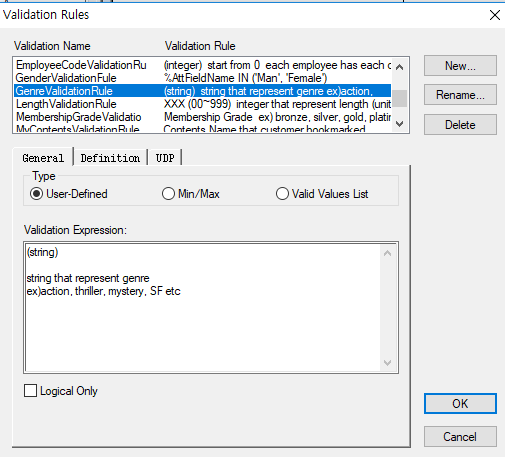 Validation Rules
Validation Name Validation Rule
EmployeeCodeValidationRu (integer) start from 0 each employee has each c
GenderValidationFule %AttFieldName IN ('Man', 'Female')
GenreValidationRule (string) string that represent genre ex)action,
LengthValidationRule XXX (00~999) integer that represent length (unit
MembershipGradeValidatio Membership Grade ex) bronze, silver, gold, platin
MyContentsValidationRule Contents Name that customer bookmarked
New...
Rename...
Delete
General Definition UDP
Type
User-Defined Min/Max Valid Values List
Validation Expression:
(string)
string that represent genre
ex)action, thriller, mystery, SF etc
Logical Only
OK
Cancel